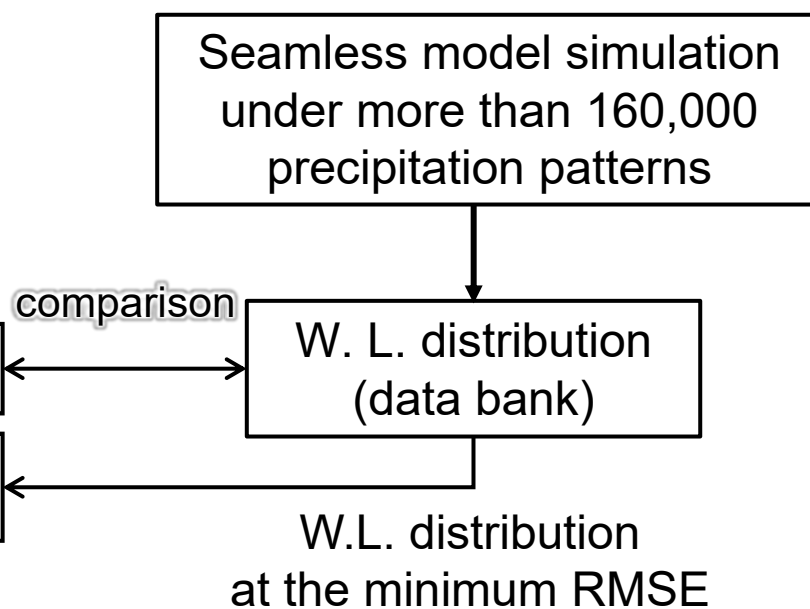 Seamless model simulation
under more than 160,000
precipitation patterns
comparison
W. L. distribution
(data bank)
W.L. distribution
at the minimum RMSE